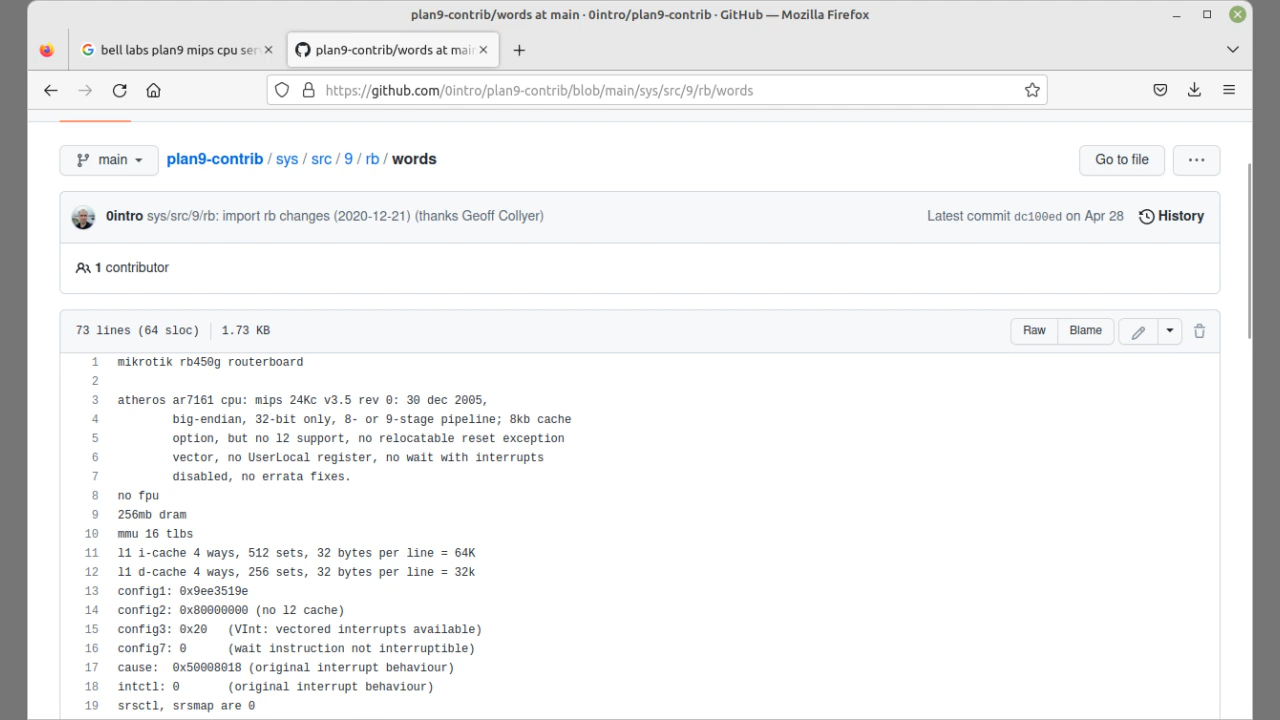 plan9-contrib/words at main · 0intro/plan9-contrib · GitHub — Mozilla Firefox
bell labs plan9 mips cpu ser
plan9-contrib/words at mai
https://github.com/0intro/plan9-contrib/blob/main/sys/src/9/rb/words
main
plan9-contrib / sys / src / 9 / rb / words
Go to file
0intro sys/src/9/rb: import rb changes (2020-12-21) (thanks Geoff Collyer)
Latest commit dc100ed on Apr 28 History
1 contributor
73 lines (64 sloc) 1.73 KB
Raw Blame
1 mikrotik rb450g routerboard
2
3 atheros ar7161 cpu: mips 24Kc v3.5 rev 0: 30 dec 2005,
4 big-endian, 32-bit only, 8- or 9-stage pipeline; 8kb cache
5 option, but no l2 support, no relocatable reset exception
6 vector, no UserLocal register, no wait with interrupts
7 disabled, no errata fixes.
8 no fpu
9 256mb dram
10 mmu 16 tlbs
11 l1 i-cache 4 ways, 512 sets, 32 bytes per line = 64K
12 l1 d-cache 4 ways, 256 sets, 32 bytes per line = 32k
13 config1: 0x9ee3519e
14 config2: 0x80000000 (no l2 cache)
15 config3: 0x20 (VInt: vectored interrupts available)
16 config7: 0 (wait instruction not interruptible)
17 cause: 0x50008018 (original interrupt behaviour)
18 intctl: 0 (original interrupt behaviour)
19 srsctl, srsmap are 0